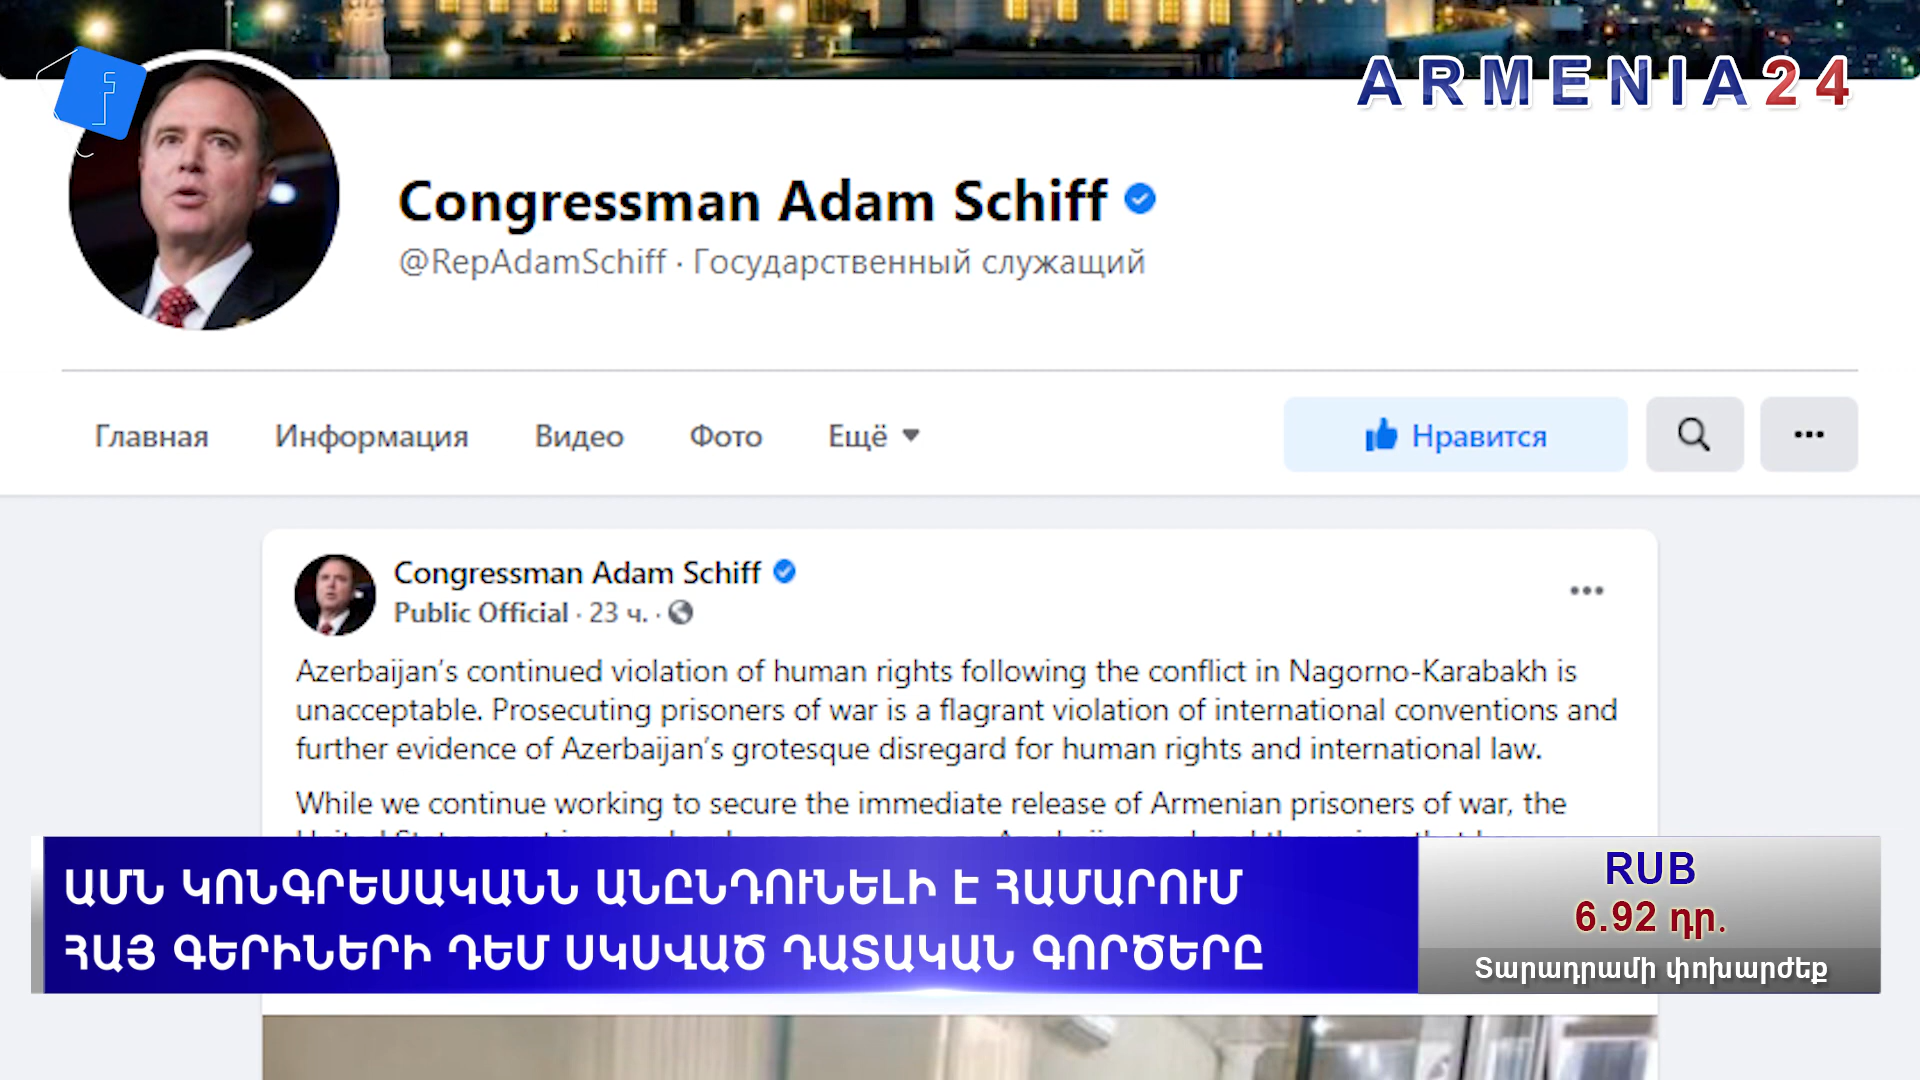 ARMENIA24
Congressman Adam Schiff
@RepAdamSchiff · Государственный служащий
Главная Информация Видео Фото Ещё
Нравится
Congressman Adam Schiff
Public Official · 23 ч. ·
Azerbaijan’s continued violation of human rights following the conflict in Nagorno-Karabakh is
unacceptable. Prosecuting prisoners of war is a flagrant violation of international conventions and
further evidence of Azerbaijan’s grotesque disregard for human rights and international law.
While we continue working to secure the immediate release of Armenian prisoners of war, the
ԱՄՆ ԿՈՆԳՐԵՍԱԿԱՆՆ ԱՆԸՆԴՈՒՆԵԼԻ Է ՀԱՄԱՐՈՒՄ
ՀԱՅ ԳԵՐԻՆԵՐԻ ԴԵՄ ՍԿՍՎԱԾ ԴԱՏԱԿԱՆ ԳՈՐԾԵՐԸ
RUB
6.92 դր.
Տարադրամի փոխարժեք